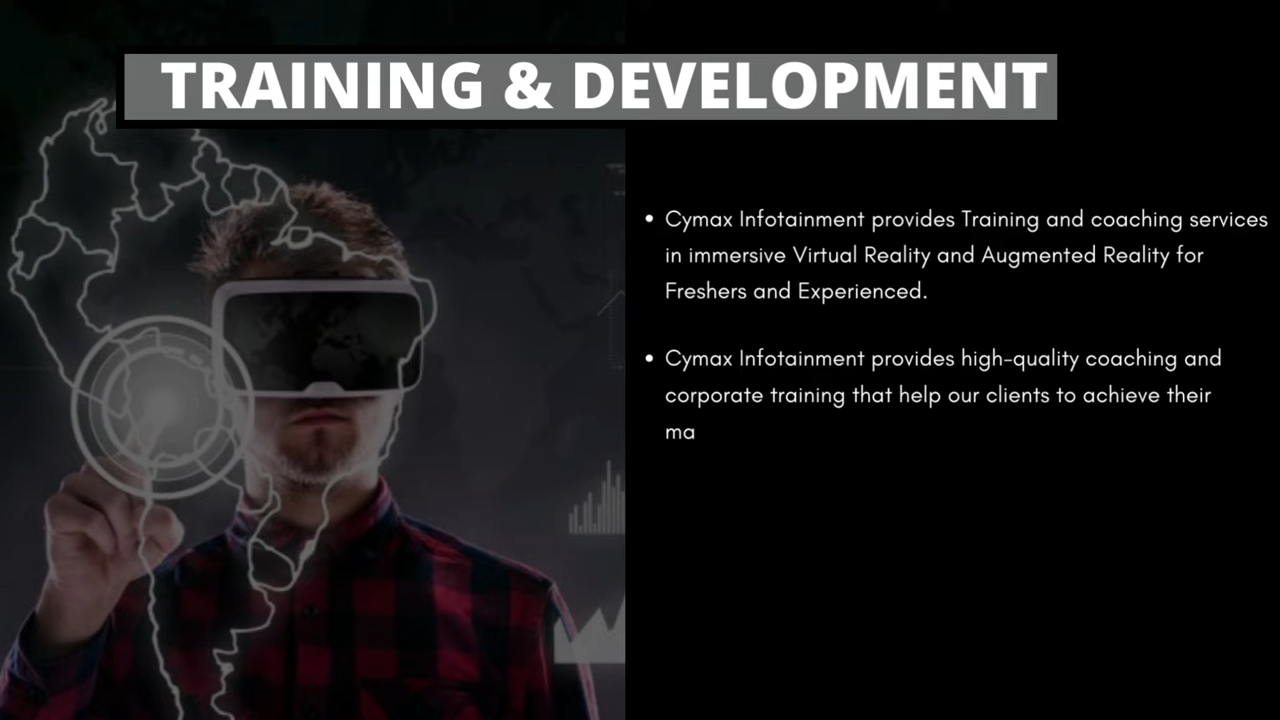 TRAINING & DEVELOPMENT
• Cymax Infotainment provides Training and coaching services
in immersive Virtual Reality and Augmented Reality for
Freshers and Experienced.
• Cymax Infotainment provides high-quality coaching and
corporate training that help our clients to achieve their
ma